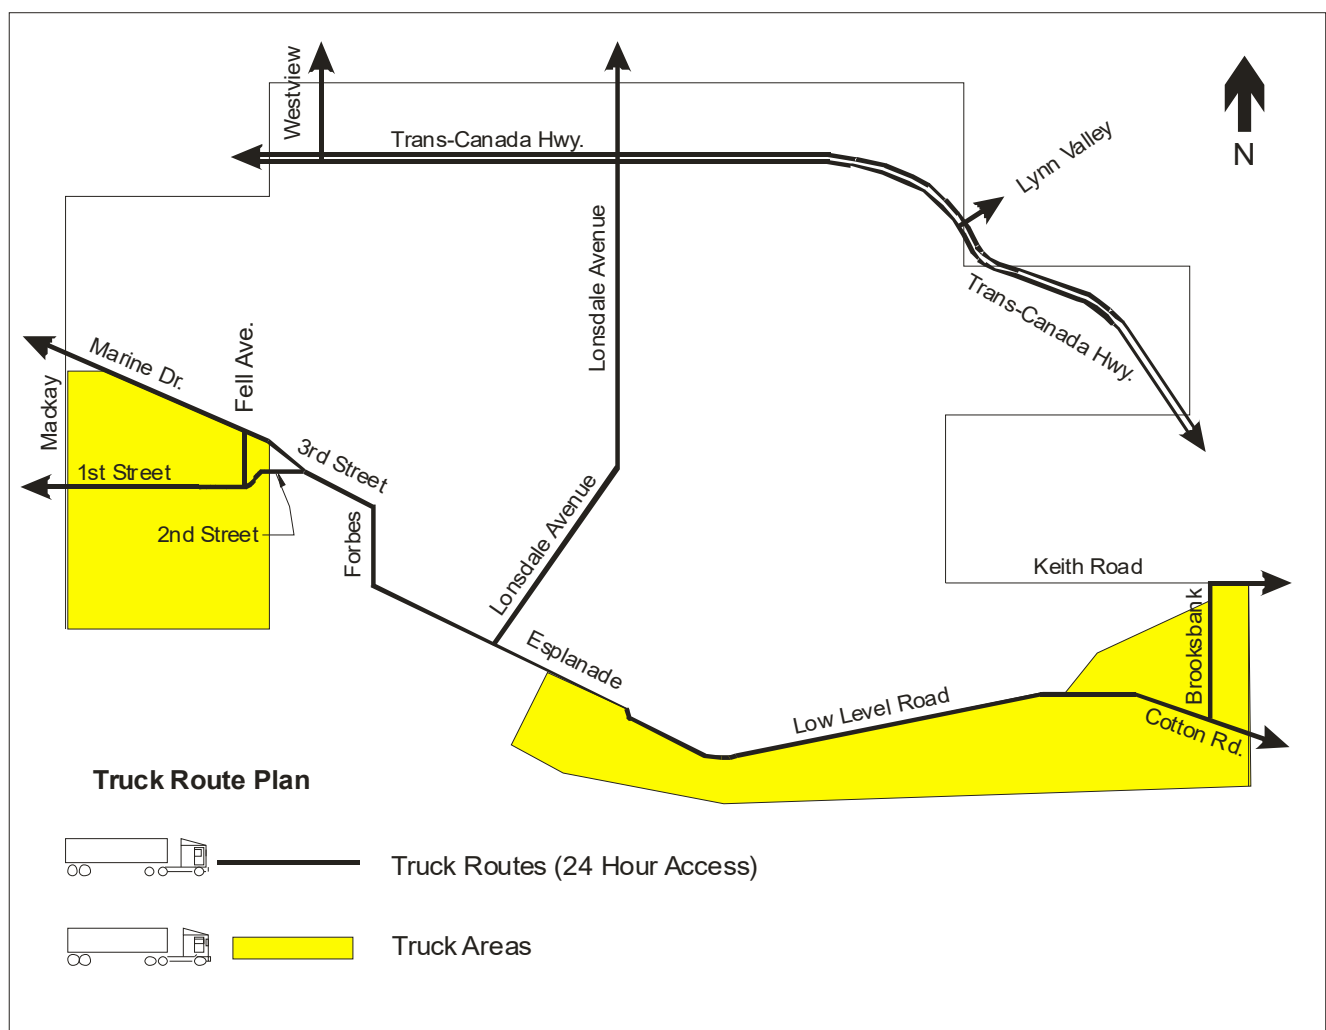 Westview
Trans-Canada Hwy.
Lynn Valley
N
Lonsdale Avenue
Trans-Canada Hwy.
Marine Dr.
Fell Ave.
Mackay
1st Street
3rd Street
2nd Street
Forbes
Lonsdale Avenue
Keith Road
Brooksbank
Esplanade
Low Level Road
Cotton Rd.
Truck Route Plan
Truck Routes (24 Hour Access)
Truck Areas